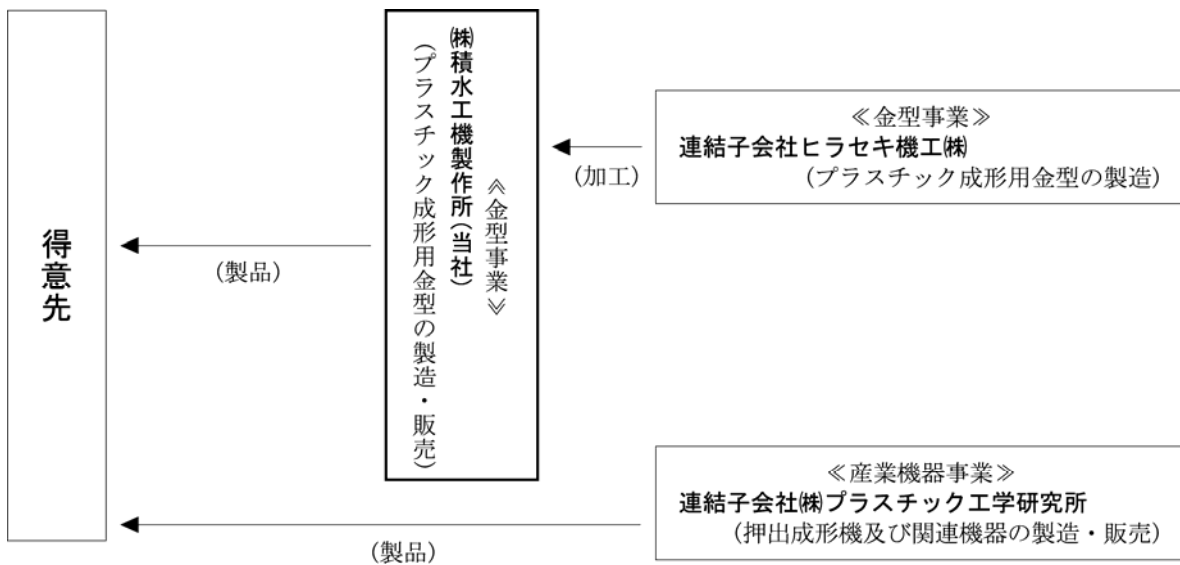 得意先
(製品)
≪金型事業≫
㈱積水工機製作所(当社)
(プラスチック成形用金型の製造・販売)
(加工)
≪金型事業≫
連結子会社ヒラセキ機工㈱
(プラスチック成形用金型の製造)
(製品)
≪産業機器事業≫
連結子会社㈱プラスチック工学研究所
(押出成形機及び関連機器の製造・販売)